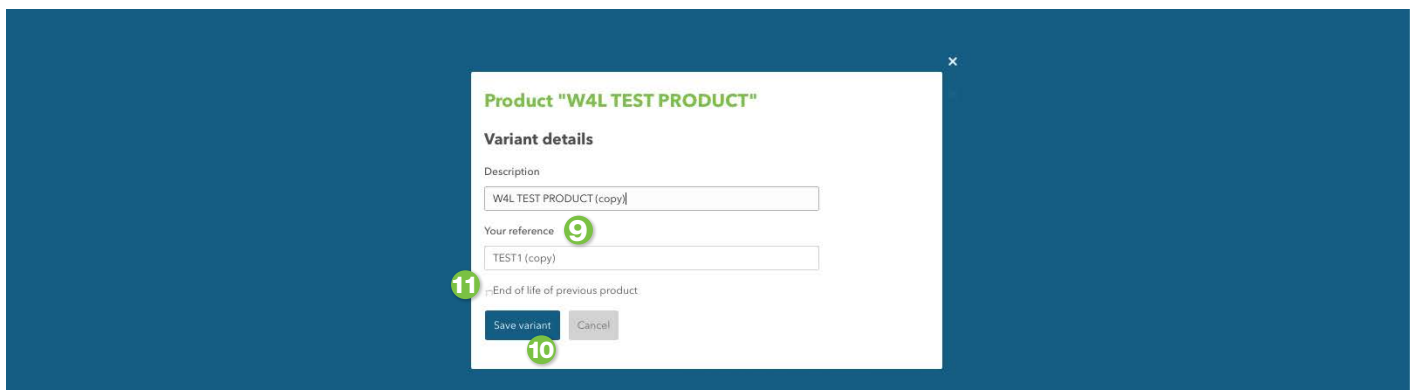 ×
Product "W4L TEST PRODUCT"
Variant details
Description
W4L TEST PRODUCT (copy)
Your reference 9
TEST1 (copy)
11 End of life of previous product
Save variant Cancel
10